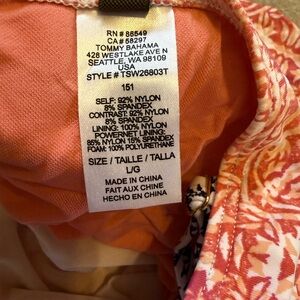 RN # 86549
CA # 58297
TOMMY BAHAMA
428 WESTLAKE AVE N
SEATTLE, WA 98109
USA
STYLE # TSW26803T
151
SELF: 92% NYLON
8% SPANDEX
CONTRAST: 92% NYLON
8% SPANDEX
LINING: 100% NYLON
POWERNET LINING:
85% NYLON 15% SPANDEX
FOAM: 100% POLYURETHANE
SIZE / TAILLE / TALLA
L/G
MADE IN CHINA
FAIT AUX CHINE
HECHO EN CHINA